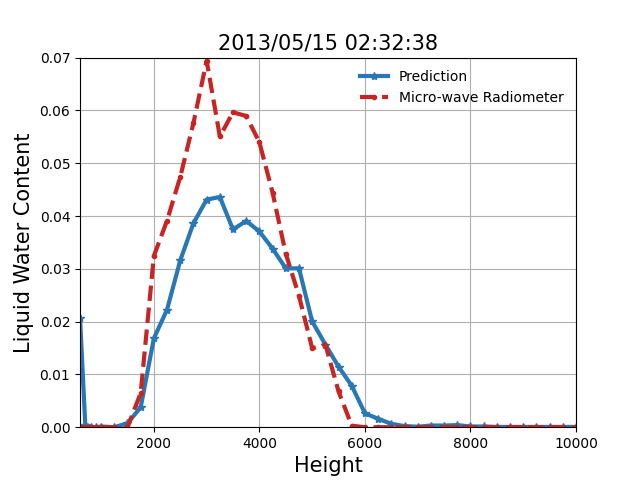 2013/05/15 02:32:38
0.07
0.06
0.05
0.04
0.03
0.02
0.01
0.00
Liquid Water Content
Prediction
Micro-wave Radiometer
2000 4000 6000 8000 10000
Height